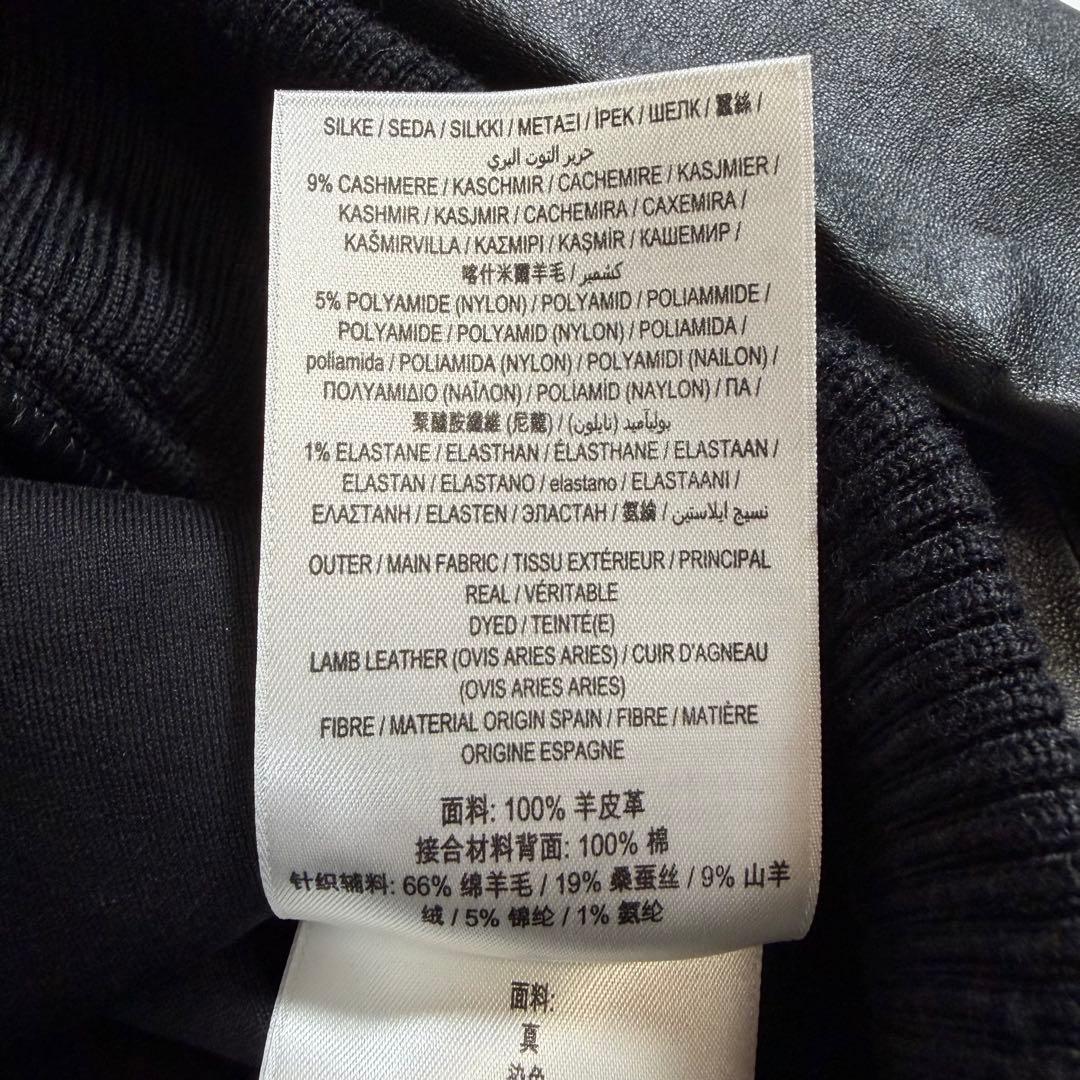 SILKE / SEDA / SILKKI / ΜΕΤΑΞΙ / İPEK / ШЕЛК / 蠶絲 /
حرير التوت البري
9% CASHMERE / KASCHMIR / CACHEMIRE / KASJMIER /
KASHMIR / KASJMIR / CACHEMIRA / CAXEMIRA /
KAŠMIRVILLA / ΚΑΣΜΙΡΙ / KAŞMİR / КАШЕМИР /
喀什米爾羊毛 / كشمير
5% POLYAMIDE (NYLON) / POLYAMID / POLIAMMIDE /
POLYAMIDE / POLYAMID (NYLON) / POLIAMIDA /
poliamida / POLIAMIDA (NYLON) / POLYAMIDI (NAILON) /
ΠΟΛΥΑΜΙΔΙΟ (ΝΑΪΛΟΝ) / POLİAMİD (NAYLON) / ПА /
聚醯胺纖維 (尼龍) / بولياميد (نايلون)
1% ELASTANE / ELASTHAN / ÉLASTHANE / ELASTAAN /
ELASTAN / ELASTANO / elastano / ELASTAANI /
ΕΛΑΣΤΑΝΗ / ELASTEN / ЭЛАСТАН / 氨綸 / نسيج ايلاستين
OUTER / MAIN FABRIC / TISSU EXTÉRIEUR / PRINCIPAL
REAL / VÉRITABLE
DYED / TEINTÉ(E)
LAMB LEATHER (OVIS ARIES ARIES) / CUIR D'AGNEAU
(OVIS ARIES ARIES)
FIBRE / MATERIAL ORIGIN SPAIN / FIBRE / MATIÈRE
ORIGINE ESPAGNE
面料: 100% 羊皮革
接合材料背面: 100% 棉
针织辅料: 66% 绵羊毛 / 19% 桑蚕丝 / 9% 山羊
绒 / 5% 锦纶 / 1% 氨纶
面料:
真
染色